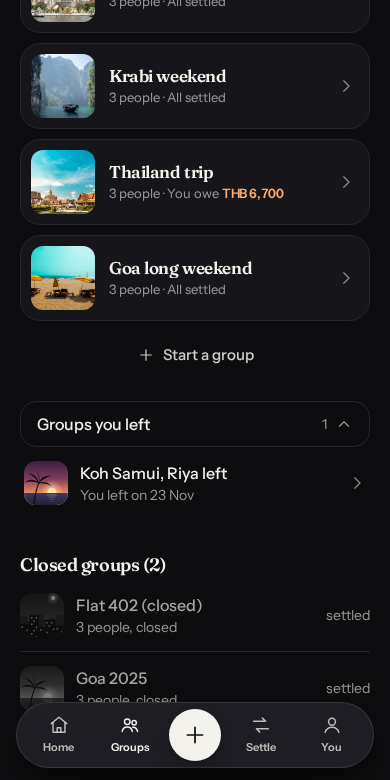 3 people · All settled
Krabi weekend
3 people · All settled
Thailand trip
3 people · You owe THB 6,700
Goa long weekend
3 people · All settled
Start a group
Groups you left 1
Koh Samui, Riya left
You left on 23 Nov
Closed groups (2)
Flat 402 (closed)
3 people, closed
settled
Goa 2025
3 people, closed
settled
Home Groups Settle You